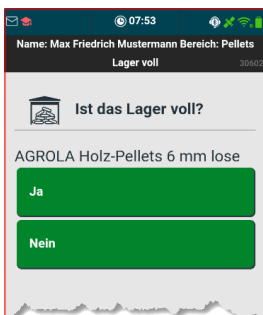 07:53
Name: Max Friedrich Mustermann Bereich: Pellets
Lager voll
30602
Ist das Lager voll?
AGROLA Holz-Pellets 6 mm lose
Ja
Nein